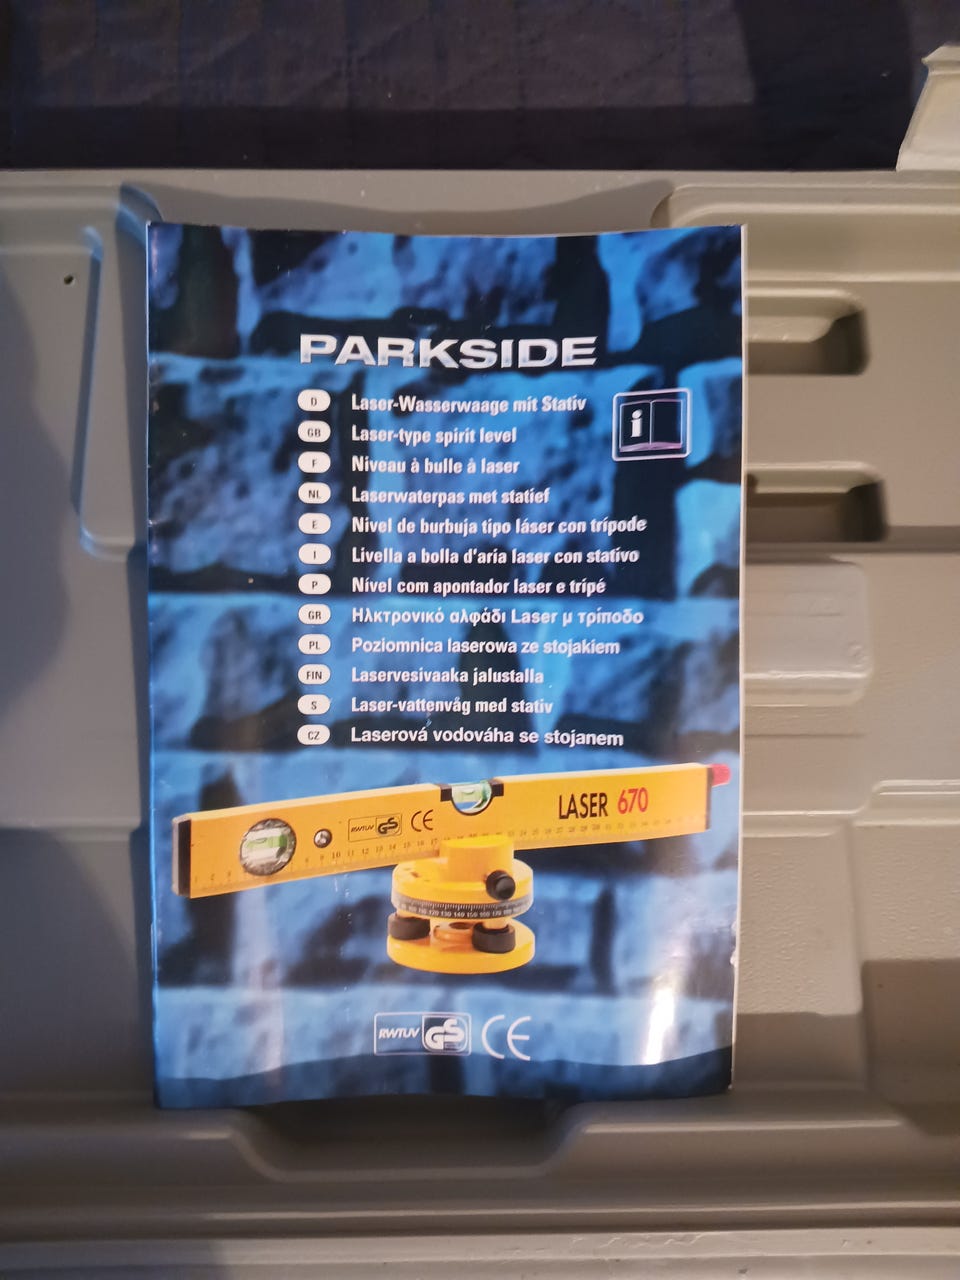 PARKSIDE
D Laser-Wasserwaage mit Stativ
GB Laser-type spirit level
F Niveau à bulle à laser
NL Laserwaterpas met statief
E Nivel de burbuja tipo láser con trípode
I Livella a bolla d'aria laser con stativo
P Nível com apontador laser e tripé
GR Ηλκτρονικό αλφάδι Laser μ τρίποδο
PL Poziomnica laserowa ze stojakiem
FIN Laservesivaaka jalustalla
S Laser-vattenvåg med stativ
CZ Laserová vodováha se stojanem
i
RWTUV GS CE LASER 670
RWTUV GS CE